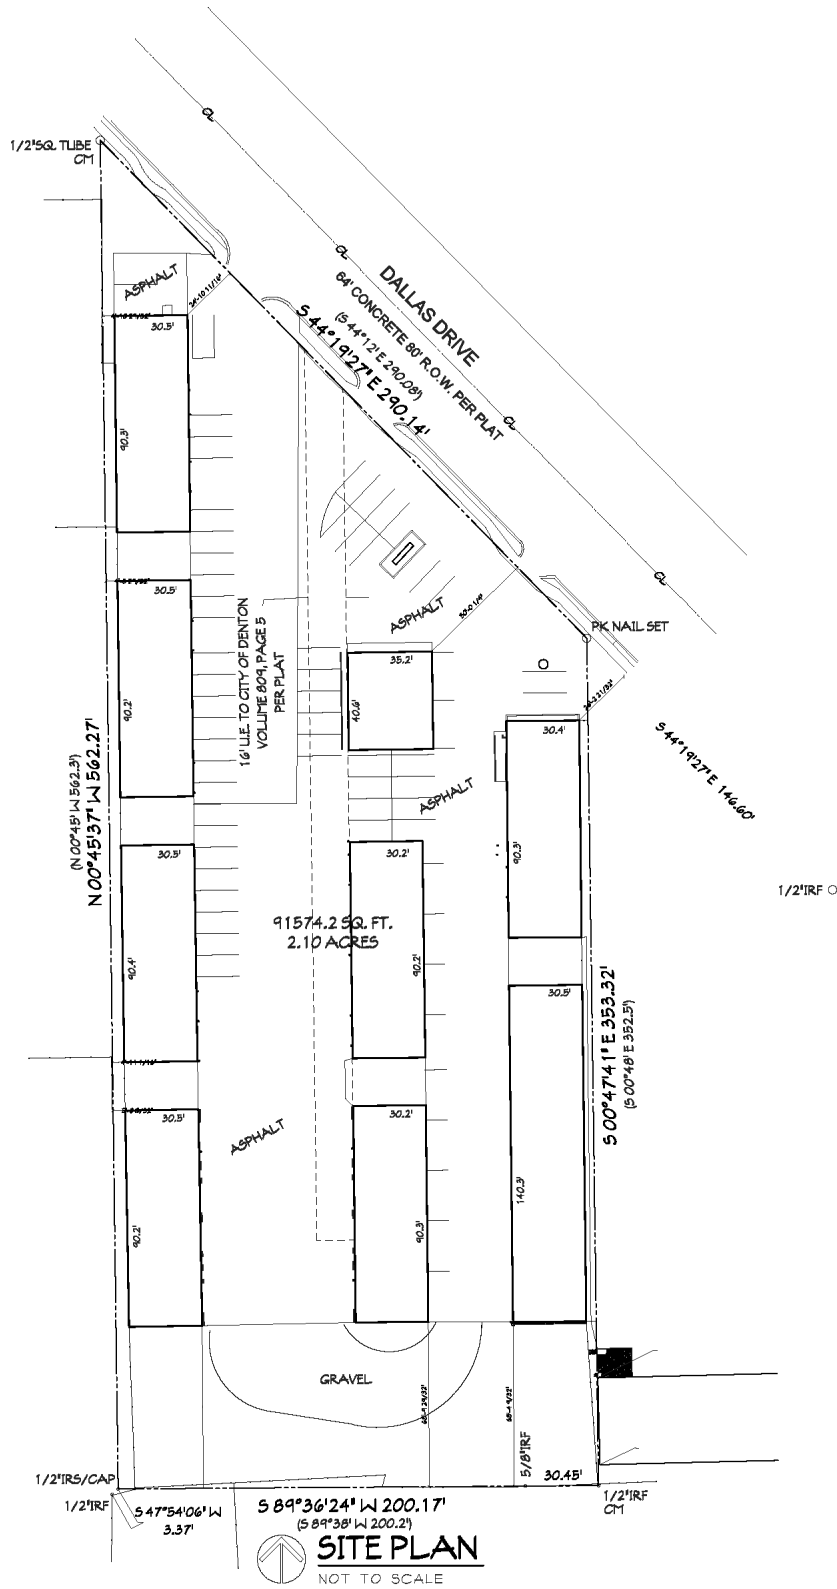 1/2"SQ. TUBE
CM
CL
CL
CL
CL
DALLAS DRIVE
64' CONCRETE 80' R.O.W. PER PLAT
(S 44°12' E 290.08')
S 44°19'27" E 290.14'
ASPHALT
26'-10 11/16"
30.5'
90.3'
30.5'
90.2'
16' U.E. TO CITY OF DENTON
VOLUME 809, PAGE 5
PER PLAT
ASPHALT
PK NAIL SET
35.2'
40.6'
30.4'
90.3'
S 44°19'27" E 146.60'
(N 00°45' W 562.3')
N 00°45'37" W 562.27'
ASPHALT
30.5'
90.4'
30.2'
90.2'
1/2"IRF
91574.2 SQ. FT.
2.10 ACRES
30.5'
140.3'
S 00°47'41" E 353.32'
(S 00°48' E 352.5')
30.5'
90.2'
ASPHALT
30.2'
90.3'
GRAVEL
5/8"IRF
30.45'
1/2"IRS/CAP
1/2"IRF
S 47°54'06" W
3.37'
S 89°36'24" W 200.17'
(S 89°38' W 200.2')
1/2"IRF
CM
SITE PLAN
NOT TO SCALE